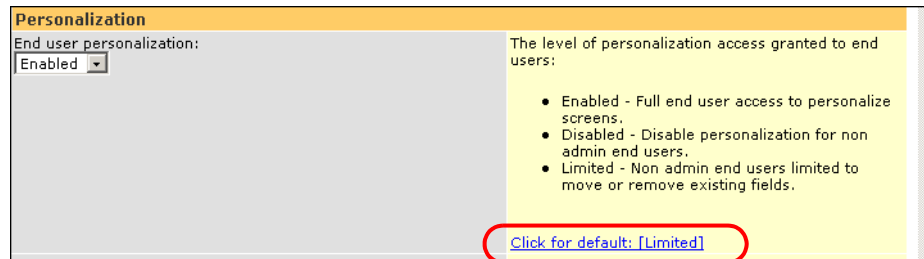 Personalization
End user personalization:
Enabled
The level of personalization access granted to end
users:
● Enabled - Full end user access to personalize
screens.
● Disabled - Disable personalization for non
admin end users.
● Limited - Non admin end users limited to
move or remove existing fields.
Click for default: [Limited]